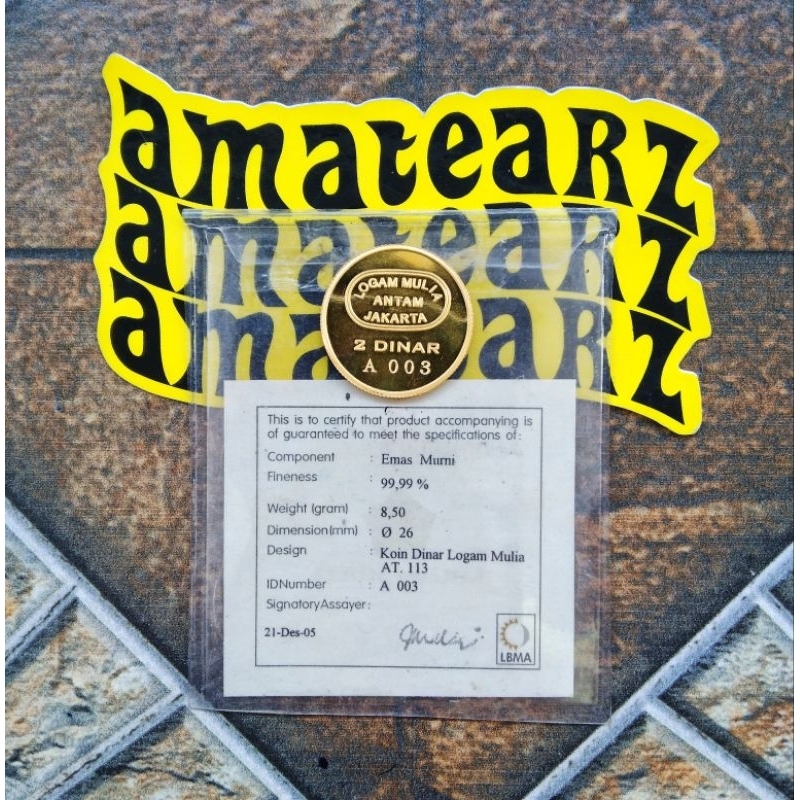 amateaRZ
amateaRZ
amateaRZ
LOGAM MULIA
ANTAM
JAKARTA
2 DINAR
A 003
This is to certify that product accompanying is
of guaranteed to meet the specifications of:
Component : Emas Murni
Fineness : 99,99 %
Weight (gram) : 8,50
Dimension(mm) : Ø 26
Design : Koin Dinar Logam Mulia
AT. 113
IDNumber : A 003
SignatoryAssayer :
21-Des-05
LBMA